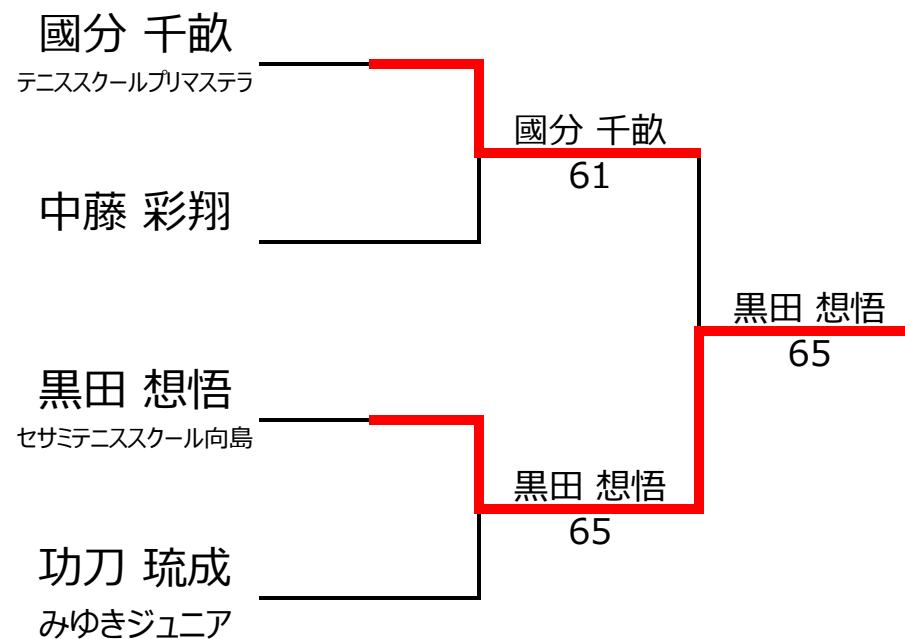 國分 千畝
テニススクールプリマステラ
國分 千畝
61
中藤 彩翔
黒田 想悟
65
黒田 想悟
セサミテニススクール向島
黒田 想悟
65
功刀 琉成
みゆきジュニア